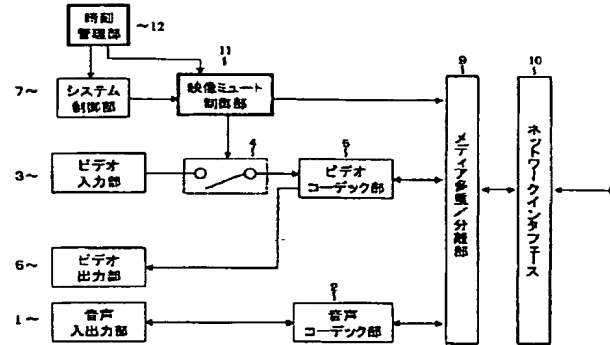 時刻
管理部
~12
11
9
10
7~
システム
制御部
映像ミュート
制御部
4
5
3~
ビデオ
入力部
ビデオ
コーデック部
メディア多重/分離部
ネットワークインタフェース
6~
ビデオ
出力部
2
1~
音声
入出力部
音声
コーデック部